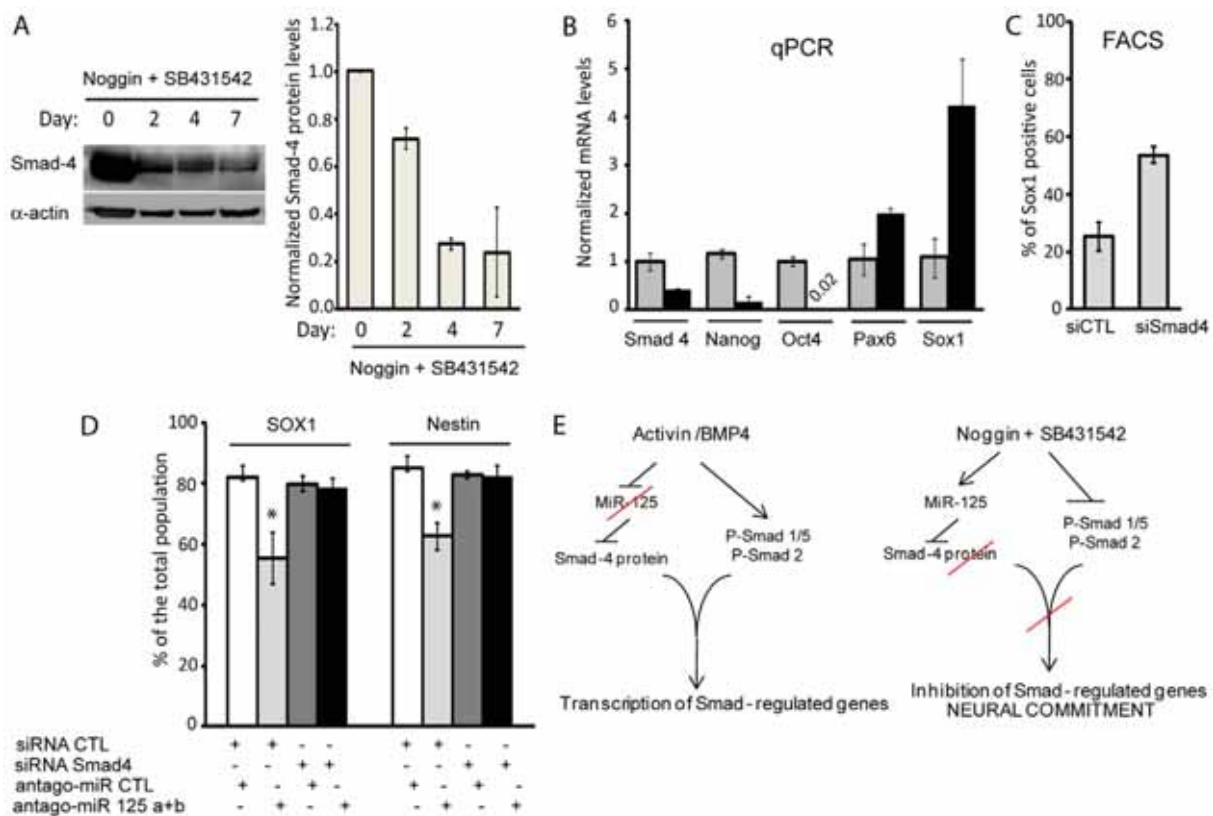 A
Noggin + SB431542
Day: 0 2 4 7
Smad-4
α-actin
Normalized Smad-4 protein levels
1.0
0.8
0.6
0.4
0.2
0.0
Day: 0 2 4 7
Noggin + SB431542
B
qPCR
Normalized mRNA levels
6
5
4
3
2
1
0
0.02
Smad 4 Nanog Oct4 Pax6 Sox1
C
FACS
% of Sox1 positive cells
100
80
60
40
20
0
siCTL siSmad4
D
SOX1 Nestin
% of the total population
100
80
60
40
20
0
* *
siRNA CTL + + - - + + - -
siRNA Smad4 - - + + - - + +
antago-miR CTL + - + - + - + -
antago-miR 125 a+b - + - + - + - +
E
Activin /BMP4
MiR-125
Smad-4 protein
P-Smad 1/5
P-Smad 2
Transcription of Smad-regulated genes
Noggin + SB431542
MiR-125
Smad-4 protein
P-Smad 1/5
P-Smad 2
Inhibition of Smad-regulated genes
NEURAL COMMITMENT